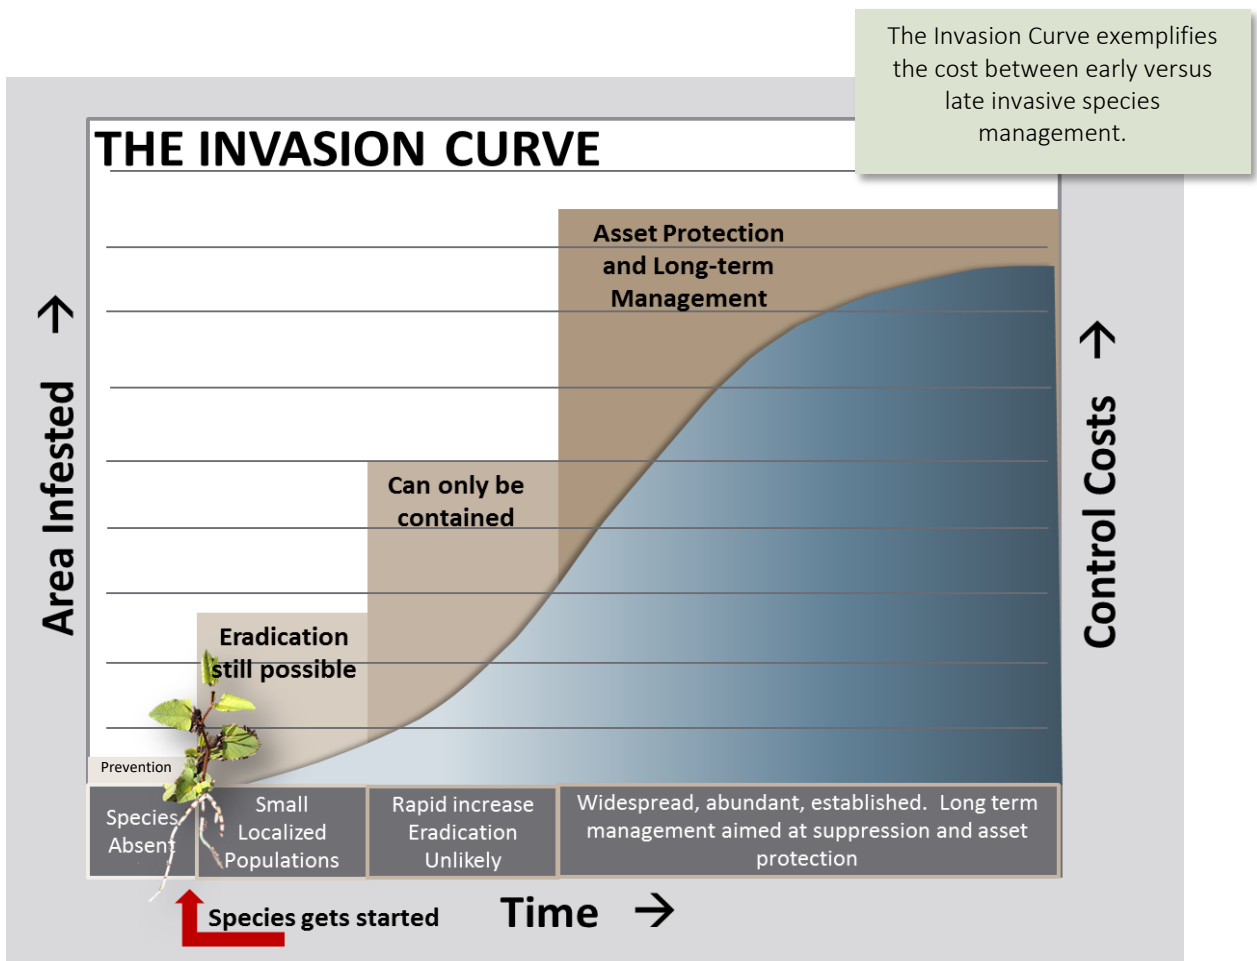 The Invasion Curve exemplifies
the cost between early versus
late invasive species
management.
THE INVASION CURVE
Asset Protection
and Long-term
Management
Can only be
contained
Eradication
still possible
Prevention
Area Infested →
Control Costs →
Species
Absent
Small
Localized
Populations
Rapid increase
Eradication
Unlikely
Widespread, abundant, established. Long term
management aimed at suppression and asset
protection
Species gets started
Time →